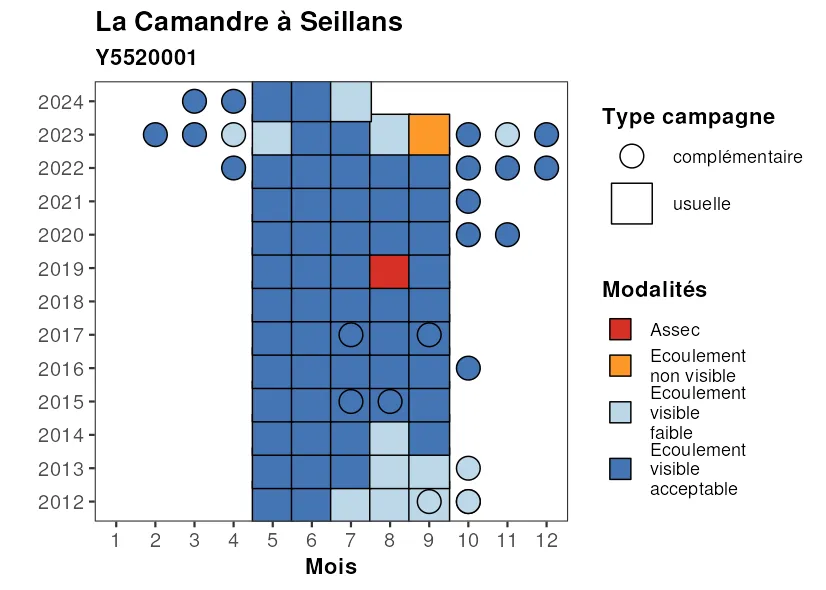 La Camandre à Seillans
Y5520001
2024
2023
2022
2021
2020
2019
2018
2017
2016
2015
2014
2013
2012
1 2 3 4 5 6 7 8 9 10 11 12
Mois
Type campagne
complémentaire
usuelle
Modalités
Assec
Ecoulement
non visible
Ecoulement
visible
faible
Ecoulement
visible
acceptable